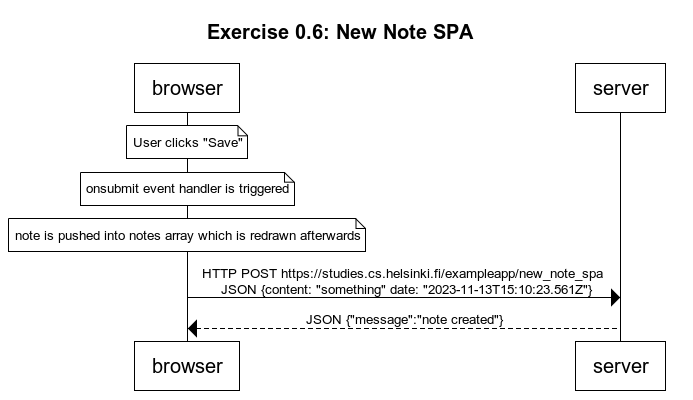 Exercise 0.6: New Note SPA
browser
server
User clicks "Save"
onsubmit event handler is triggered
note is pushed into notes array which is redrawn afterwards
HTTP POST https://studies.cs.helsinki.fi/exampleapp/new_note_spa
JSON {content: "something" date: "2023-11-13T15:10:23.561Z"}
JSON {"message":"note created"}
browser
server